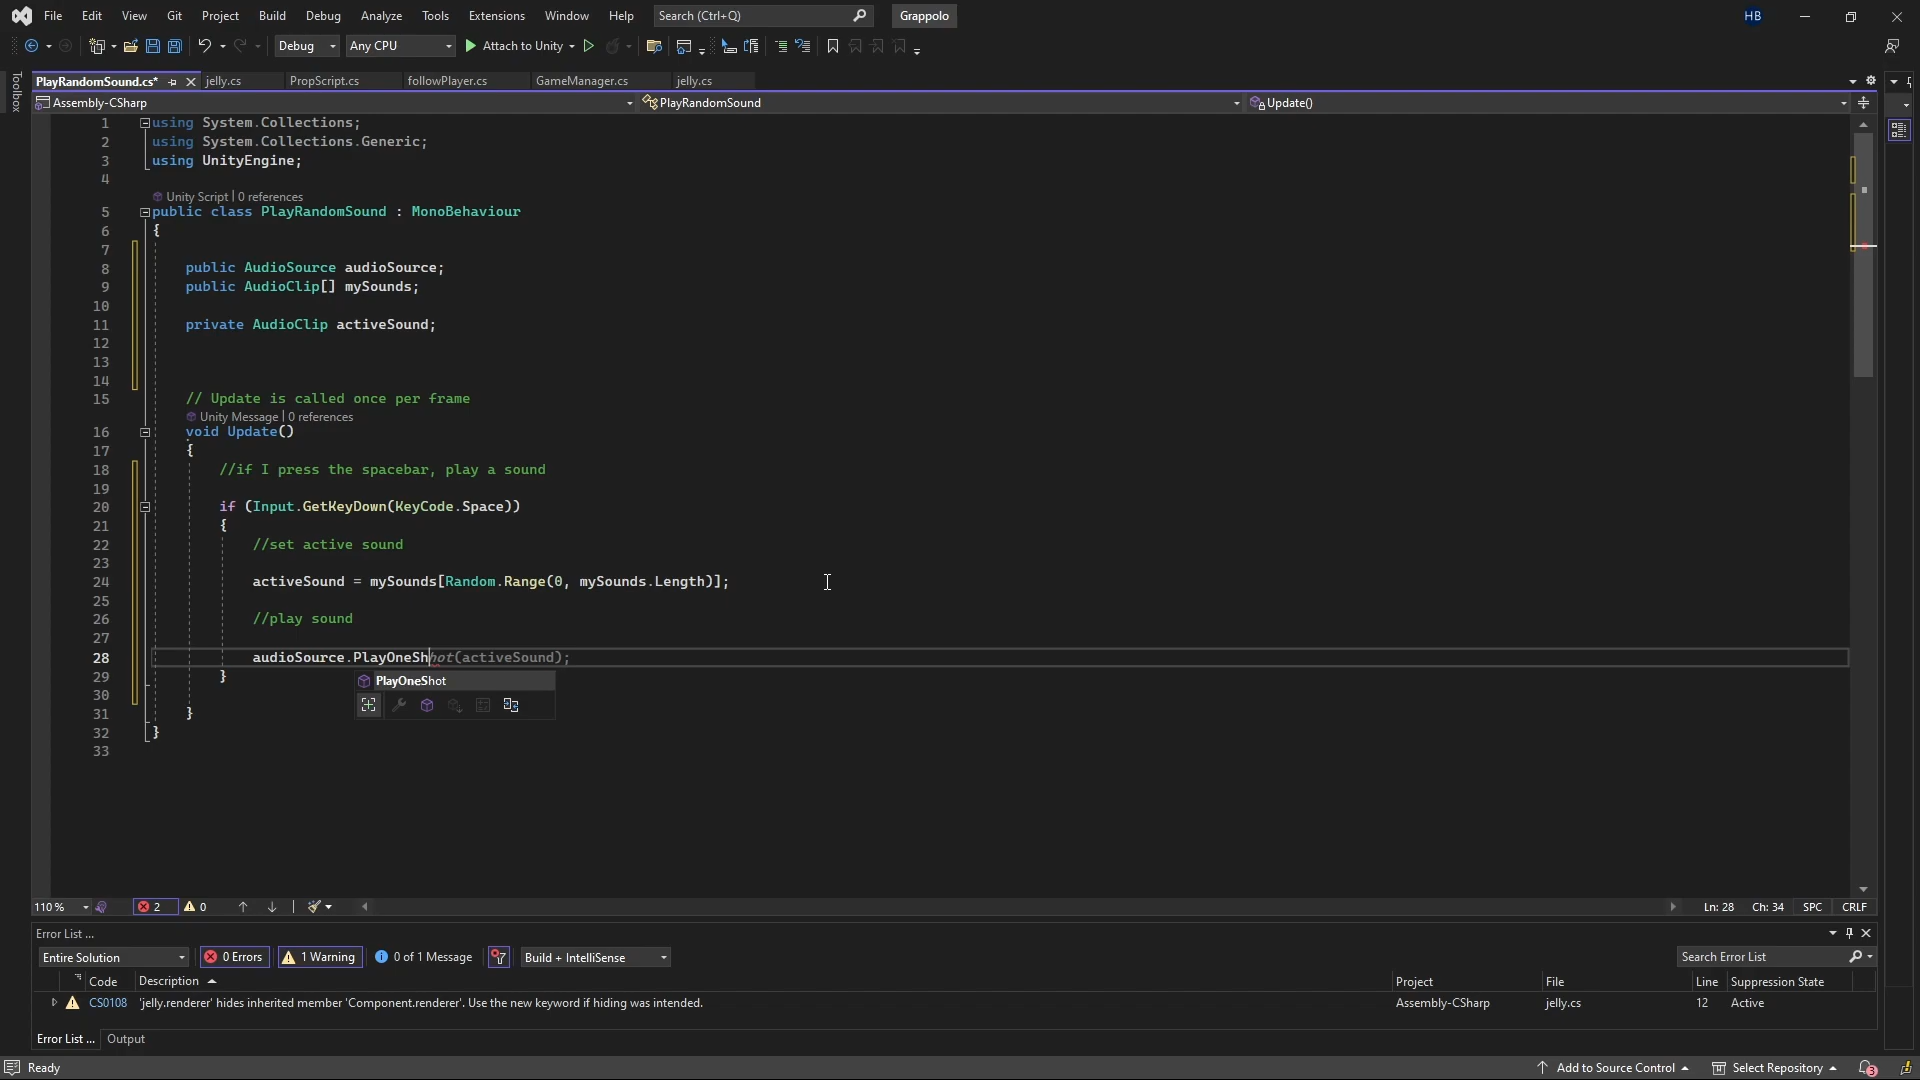 File Edit View Git Project Build Debug Analyze Tools Extensions Window Help Search (Ctrl+Q) Grappolo HB
Debug Any CPU Attach to Unity
Toolbox
PlayRandomSound.cs* jelly.cs PropScript.cs followPlayer.cs GameManager.cs jelly.cs
Assembly-CSharp PlayRandomSound Update()
1 using System.Collections;
2 using System.Collections.Generic;
3 using UnityEngine;
4
Unity Script | 0 references
5 public class PlayRandomSound : MonoBehaviour
6 {
7
8 public AudioSource audioSource;
9 public AudioClip[] mySounds;
10
11 private AudioClip activeSound;
12
13
14
15 // Update is called once per frame
Unity Message | 0 references
16 void Update()
17 {
18 //if I press the spacebar, play a sound
19
20 if (Input.GetKeyDown(KeyCode.Space))
21 {
22 //set active sound
23
24 activeSound = mySounds[Random.Range(0, mySounds.Length)];
25
26 //play sound
27
28 audioSource.PlayOneShhot(activeSound);
29 }
PlayOneShot
30
31 }
32 }
33
110 % 2 0 Ln: 28 Ch: 34 SPC CRLF
Error List ...
Entire Solution 0 Errors 1 Warning 0 of 1 Message Build + IntelliSense Search Error List
Code Description Project File Line Suppression State
CS0108 'jelly.renderer' hides inherited member 'Component.renderer'. Use the new keyword if hiding was intended. Assembly-CSharp jelly.cs 12 Active
Error List ... Output
Ready Add to Source Control Select Repository 3